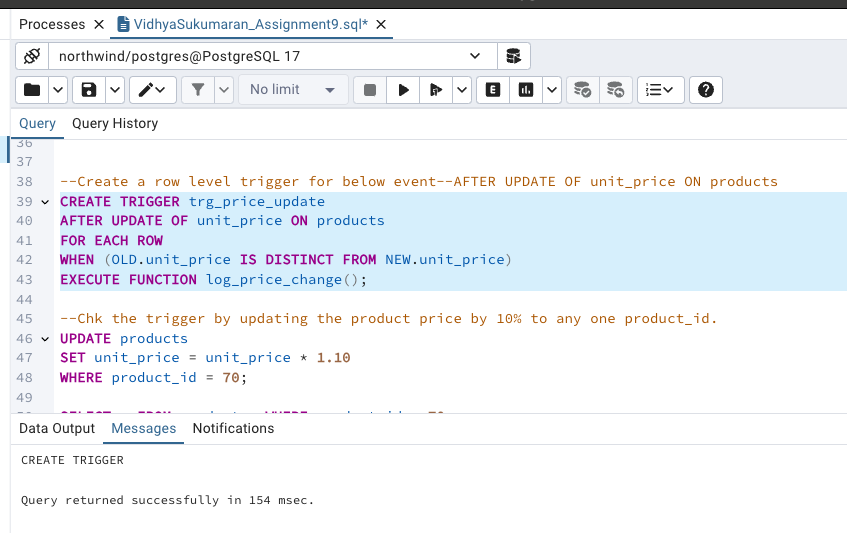 Processes
VidhyaSukumaran_Assignment9.sql*
northwind/postgres@PostgreSQL 17
No limit
E
Query
Query History
36
37
38 --Create a row level trigger for below event--AFTER UPDATE OF unit_price ON products
39 CREATE TRIGGER trg_price_update
40 AFTER UPDATE OF unit_price ON products
41 FOR EACH ROW
42 WHEN (OLD.unit_price IS DISTINCT FROM NEW.unit_price)
43 EXECUTE FUNCTION log_price_change();
44
45 --Chk the trigger by updating the product price by 10% to any one product_id.
46 UPDATE products
47 SET unit_price = unit_price * 1.10
48 WHERE product_id = 70;
49
Data Output
Messages
Notifications
CREATE TRIGGER
Query returned successfully in 154 msec.